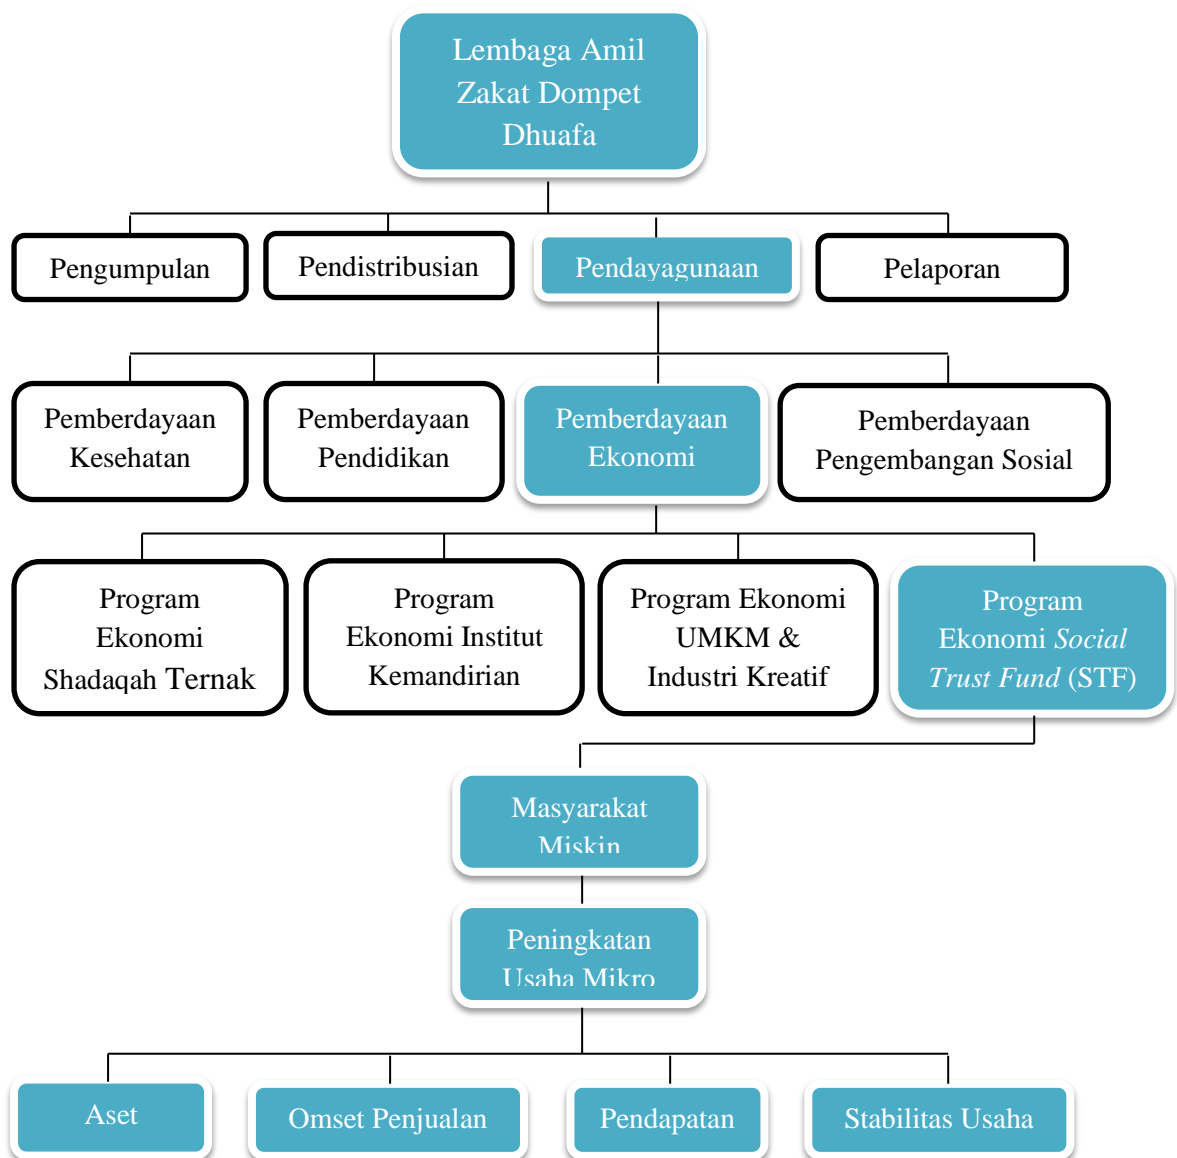 Lembaga Amil
Zakat Dompet
Dhuafa
Pengumpulan
Pendistribusian
Pendayagunaan
Pelaporan
Pemberdayaan
Kesehatan
Pemberdayaan
Pendidikan
Pemberdayaan
Ekonomi
Pemberdayaan
Pengembangan Sosial
Program
Ekonomi
Shadaqah Ternak
Program
Ekonomi Institut
Kemandirian
Program Ekonomi
UMKM &
Industri Kreatif
Program
Ekonomi Social
Trust Fund (STF)
Masyarakat
Miskin
Peningkatan
Usaha Mikro
Aset
Omset Penjualan
Pendapatan
Stabilitas Usaha